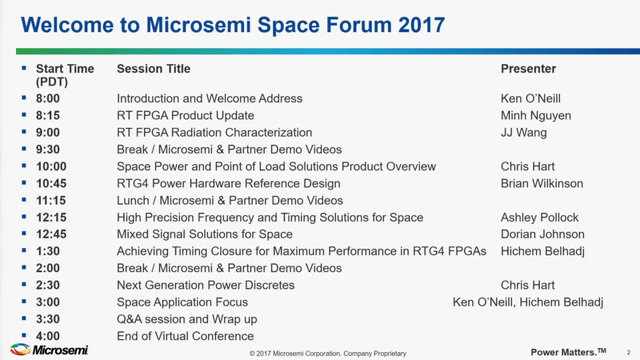 Welcome to Microsemi Space Forum 2017
Start Time (PDT) Session Title Presenter
8:00 Introduction and Welcome Address Ken O'Neill
8:15 RT FPGA Product Update Minh Nguyen
9:00 RT FPGA Radiation Characterization JJ Wang
9:30 Break / Microsemi & Partner Demo Videos
10:00 Space Power and Point of Load Solutions Product Overview Chris Hart
10:45 RTG4 Power Hardware Reference Design Brian Wilkinson
11:15 Lunch / Microsemi & Partner Demo Videos
12:15 High Precision Frequency and Timing Solutions for Space Ashley Pollock
12:45 Mixed Signal Solutions for Space Dorian Johnson
1:30 Achieving Timing Closure for Maximum Performance in RTG4 FPGAs Hichem Belhadj
2:00 Break / Microsemi & Partner Demo Videos
2:30 Next Generation Power Discretes Chris Hart
3:00 Space Application Focus Ken O'Neill, Hichem Belhadj
3:30 Q&A session and Wrap up
4:00 End of Virtual Conference
Microsemi © 2017 Microsemi Corporation. Company Proprietary Power Matters.™ 2